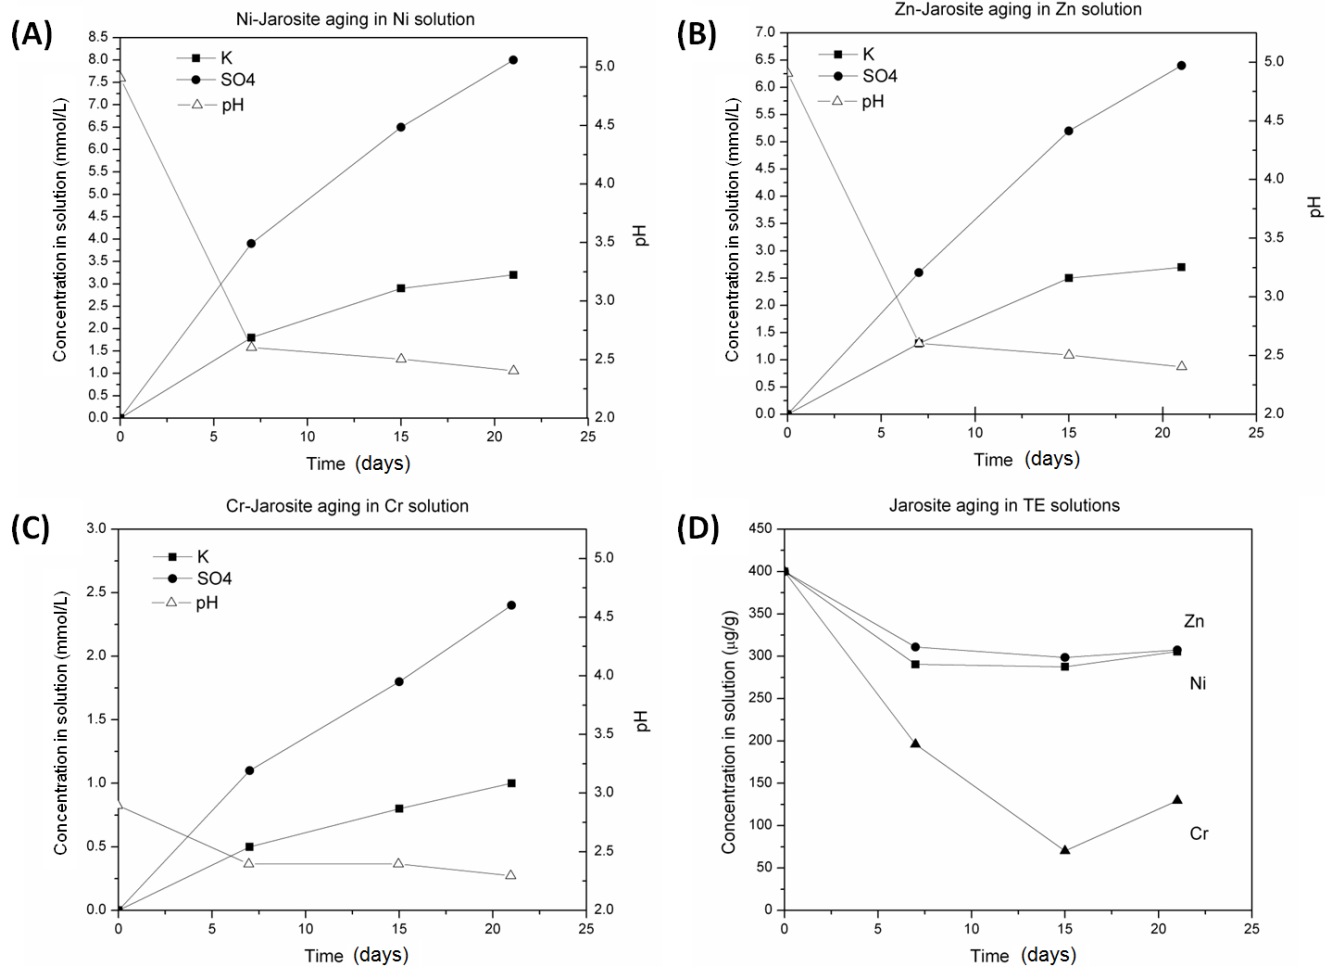 (A)
Ni-Jarosite aging in Ni solution
K
SO4
pH
Concentration in solution (mmol/L)
8.5
8.0
7.5
7.0
6.5
6.0
5.5
5.0
4.5
4.0
3.5
3.0
2.5
2.0
1.5
1.0
0.5
0.0
0 5 10 15 20 25
Time (days)
5.0
4.5
4.0
3.5
3.0
2.5
2.0
pH
(B)
Zn-Jarosite aging in Zn solution
K
SO4
pH
Concentration in solution (mmol/L)
7.0
6.5
6.0
5.5
5.0
4.5
4.0
3.5
3.0
2.5
2.0
1.5
1.0
0.5
0.0
0 5 10 15 20 25
Time (days)
5.0
4.5
4.0
3.5
3.0
2.5
2.0
pH
(C)
Cr-Jarosite aging in Cr solution
K
SO4
pH
Concentration in solution (mmol/L)
3.0
2.5
2.0
1.5
1.0
0.5
0.0
0 5 10 15 20 25
Time (days)
5.0
4.5
4.0
3.5
3.0
2.5
2.0
pH
(D)
Jarosite aging in TE solutions
Concentration in solution (μg/g)
450
400
350
300
250
200
150
100
50
0
0 5 10 15 20 25
Time (days)
Zn
Ni
Cr